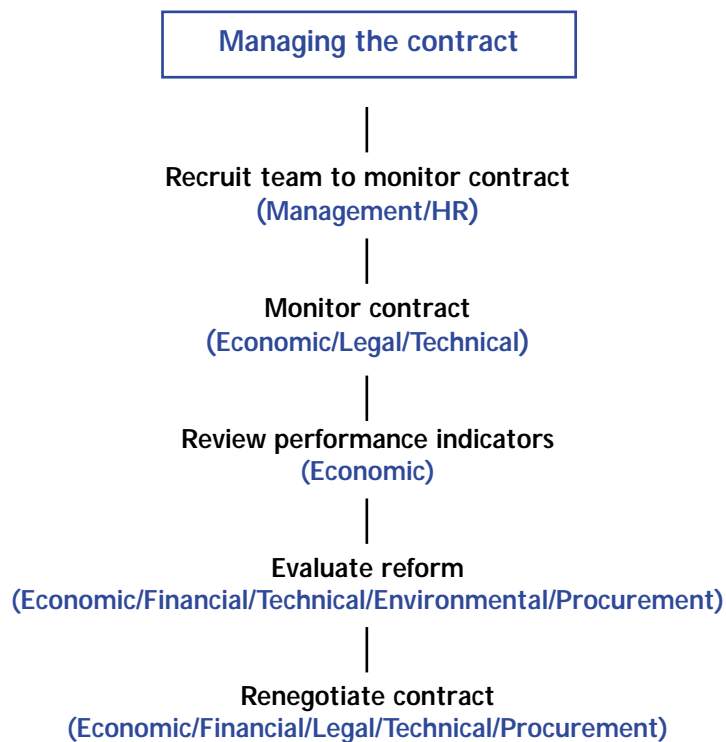 Managing the contract
Recruit team to monitor contract
(Management/HR)
Monitor contract
(Economic/Legal/Technical)
Review performance indicators
(Economic)
Evaluate reform
(Economic/Financial/Technical/Environmental/Procurement)
Renegotiate contract
(Economic/Financial/Legal/Technical/Procurement)